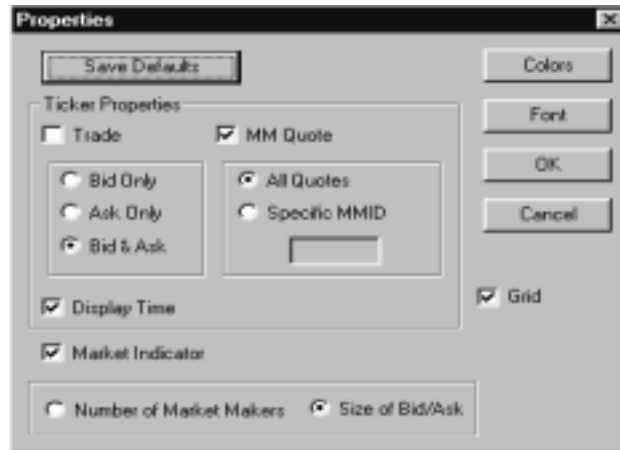 Properties
Save Defaults
Colors
Ticker Properties
Font
Trade
MM Quote
OK
Bid Only
All Quotes
Ask Only
Specific MMID
Cancel
Bid & Ask
Display Time
Grid
Market Indicator
Number of Market Makers
Size of Bid/Ask